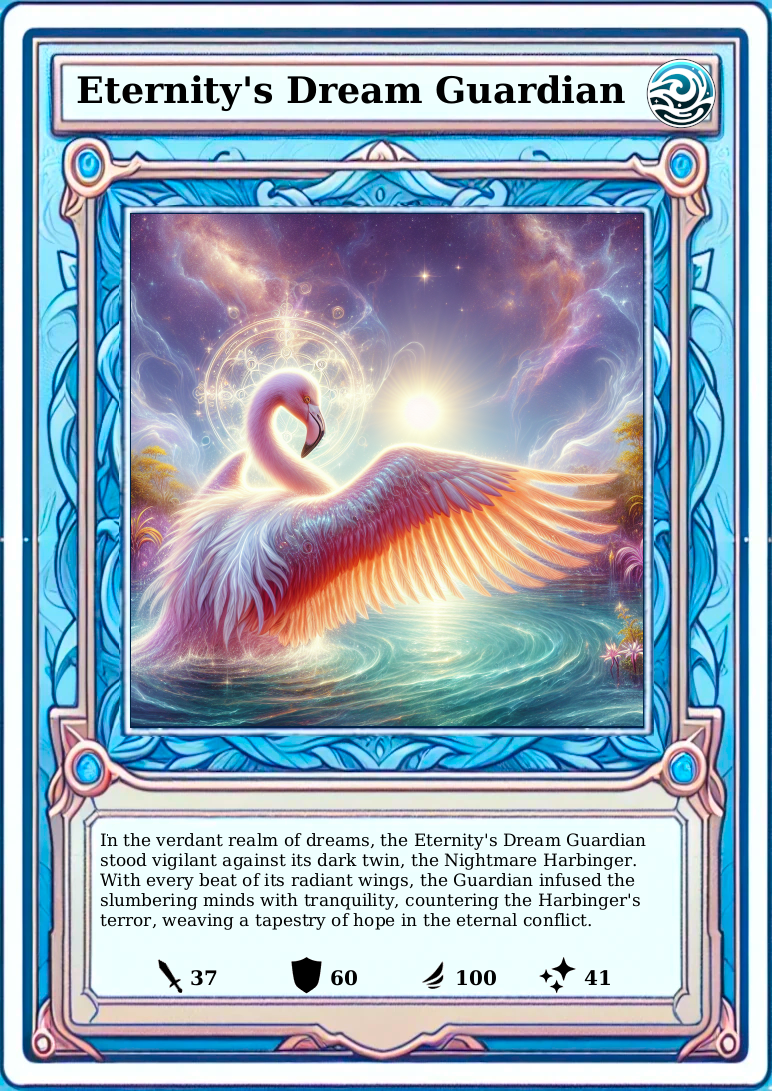 Eternity's Dream Guardian
In the verdant realm of dreams, the Eternity's Dream Guardian
stood vigilant against its dark twin, the Nightmare Harbinger.
With every beat of its radiant wings, the Guardian infused the
slumbering minds with tranquility, countering the Harbinger's
terror, weaving a tapestry of hope in the eternal conflict.
37 60 100 41